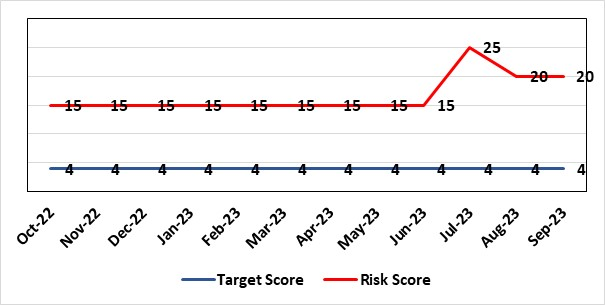 25
20 20
15 15 15 15 15 15 15 15 15
4 4 4 4 4 4 4 4 4 4 4 4
Oct-22 Nov-22 Dec-22 Jan-23 Feb-23 Mar-23 Apr-23 May-23 Jun-23 Jul-23 Aug-23 Sep-23
Target Score Risk Score